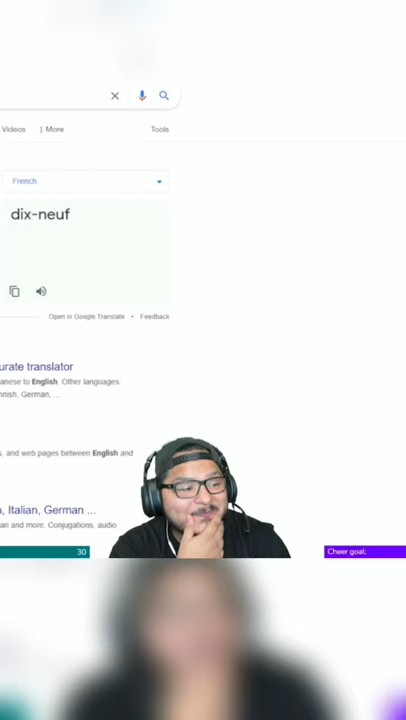 Videos
More
Tools
French
dix-neuf
Open in Google Translate • Feedback
urate translator
anese to English. Other languages:
nnish, German, ...
s, and web pages between English and
n, Italian, German ...
an and more. Conjugations, audio
30
Cheer goal: